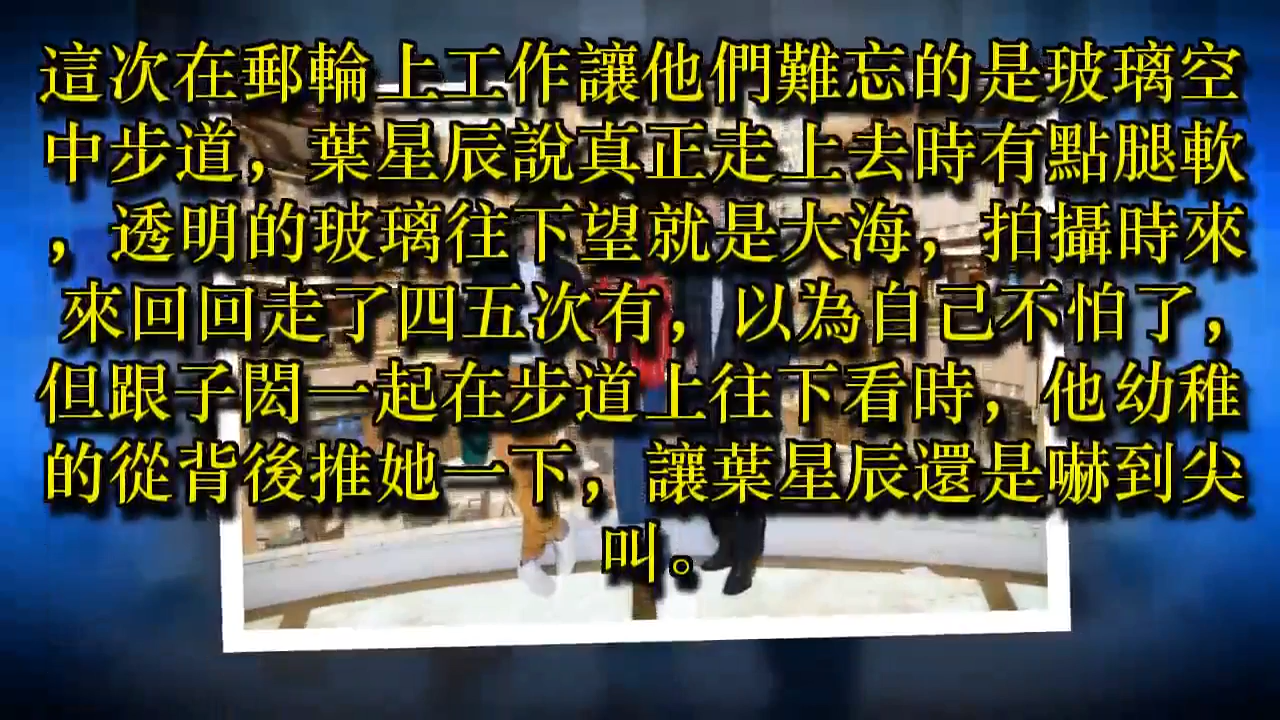 這次在郵輪上工作讓他們難忘的是玻璃空
中步道，葉星辰說真正走上去時有點腿軟
，透明的玻璃往下望就是大海，拍攝時來
來回回走了四五次有，以為自己不怕了，
但跟子閎一起在步道上往下看時，他幼稚
的從背後推她一下，讓葉星辰還是嚇到尖
叫。